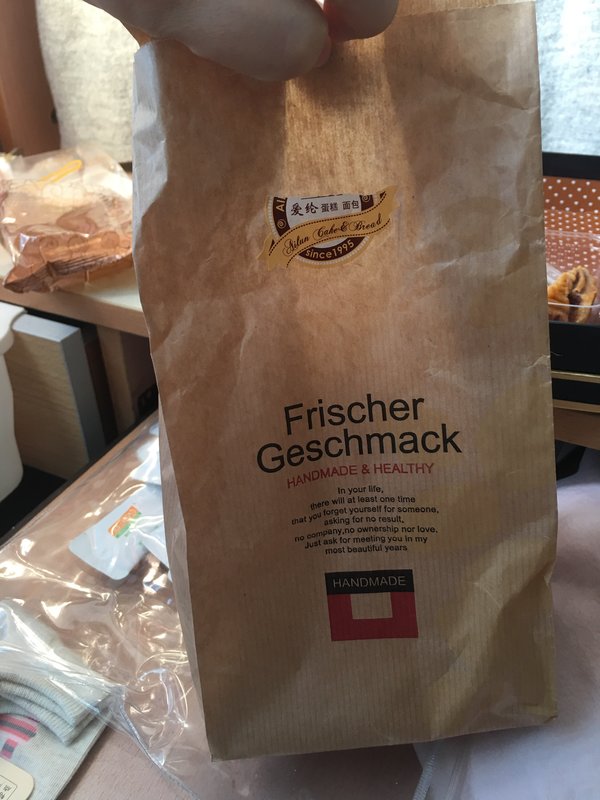 爱纶 蛋糕 面包
Ailun Cake & Bread
since1995
Frischer
Geschmack
HANDMADE & HEALTHY
In your life,
there will at least one time
that you forget yourself for someone,
asking for no result,
no company,no ownership nor love.
Just ask for meeting you in my
most beautiful years
HANDMADE